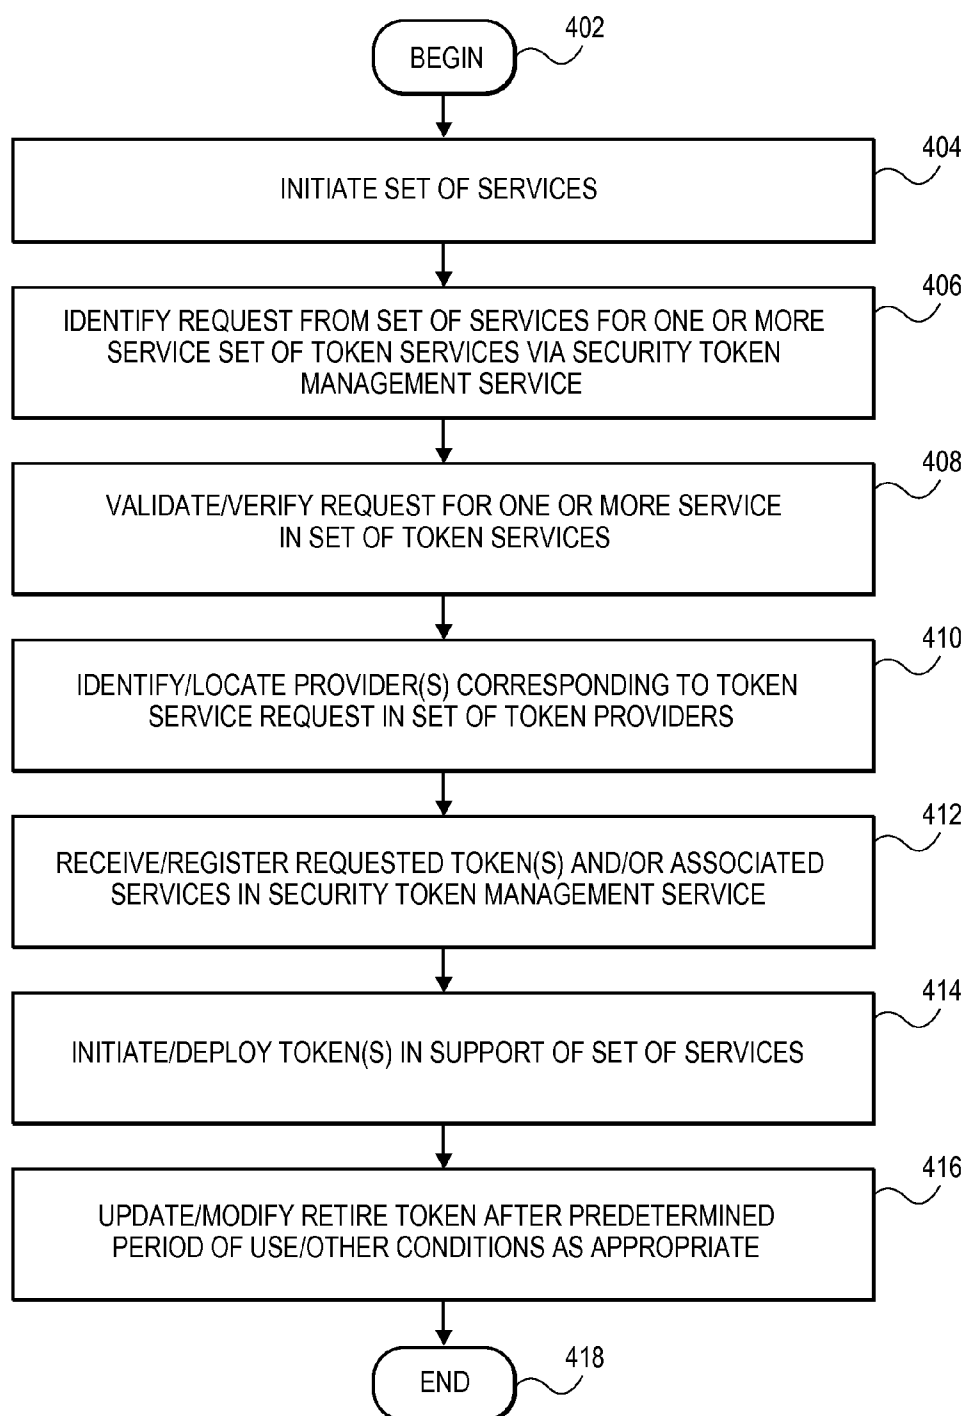 BEGIN
402
INITIATE SET OF SERVICES
404
IDENTIFY REQUEST FROM SET OF SERVICES FOR ONE OR MORE
SERVICE SET OF TOKEN SERVICES VIA SECURITY TOKEN
MANAGEMENT SERVICE
406
VALIDATE/VERIFY REQUEST FOR ONE OR MORE SERVICE
IN SET OF TOKEN SERVICES
408
IDENTIFY/LOCATE PROVIDER(S) CORRESPONDING TO TOKEN
SERVICE REQUEST IN SET OF TOKEN PROVIDERS
410
RECEIVE/REGISTER REQUESTED TOKEN(S) AND/OR ASSOCIATED
SERVICES IN SECURITY TOKEN MANAGEMENT SERVICE
412
INITIATE/DEPLOY TOKEN(S) IN SUPPORT OF SET OF SERVICES
414
UPDATE/MODIFY RETIRE TOKEN AFTER PREDETERMINED
PERIOD OF USE/OTHER CONDITIONS AS APPROPRIATE
416
END
418